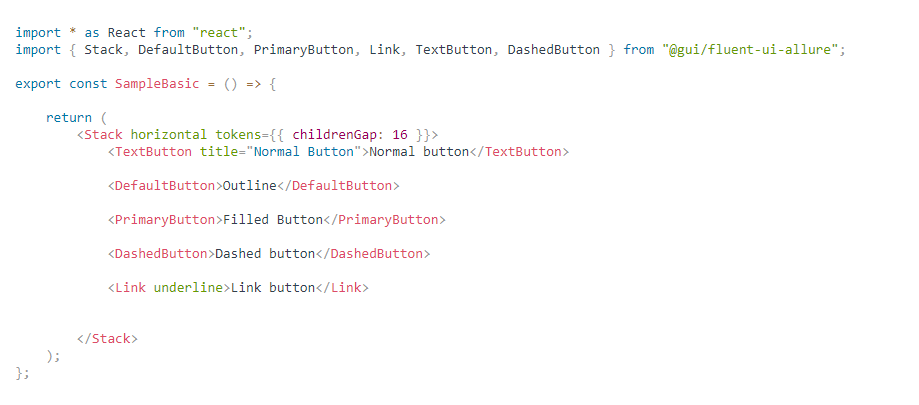 import * as React from "react";
import { Stack, DefaultButton, PrimaryButton, Link, TextButton, DashedButton } from "@gui/fluent-ui-allure";
export const SampleBasic = () => {
return (
<Stack horizontal tokens={{ childrenGap: 16 }}>
<TextButton title="Normal Button">Normal button</TextButton>
<DefaultButton>Outline</DefaultButton>
<PrimaryButton>Filled Button</PrimaryButton>
<DashedButton>Dashed button</DashedButton>
<Link underline>Link button</Link>
</Stack>
);
};